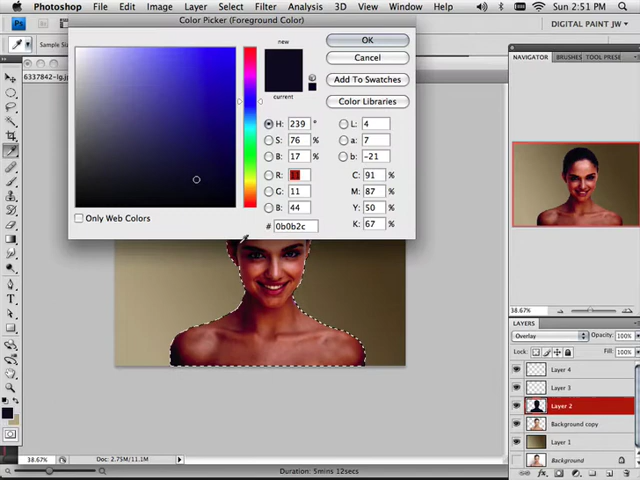 Photoshop File Edit Image Layer Select Filter Analysis 3D View Window Help Sun 2:51 PM
Ps DIGITAL PAINT JW
Color Picker (Foreground Color)
Sample Si
6337842-lg.jp
new
current
OK
Cancel
Add To Swatches
Color Libraries
H: 239 ° L: 4
S: 76 % a: 7
B: 17 % b: -21
R: C: 91 %
G: 11 M: 87 %
B: 44 Y: 50 %
# 0b0b2c K: 67 %
Only Web Colors
NAVIGATOR BRUSHES TOOL PRESE
38.67%
LAYERS
Overlay Opacity: 100%
Lock: Fill: 100%
Layer 4
Layer 3
Layer 2
Background copy
Layer 1
Background
38.67% Doc: 2.75M/11.1M
Duration: 5mins 12secs